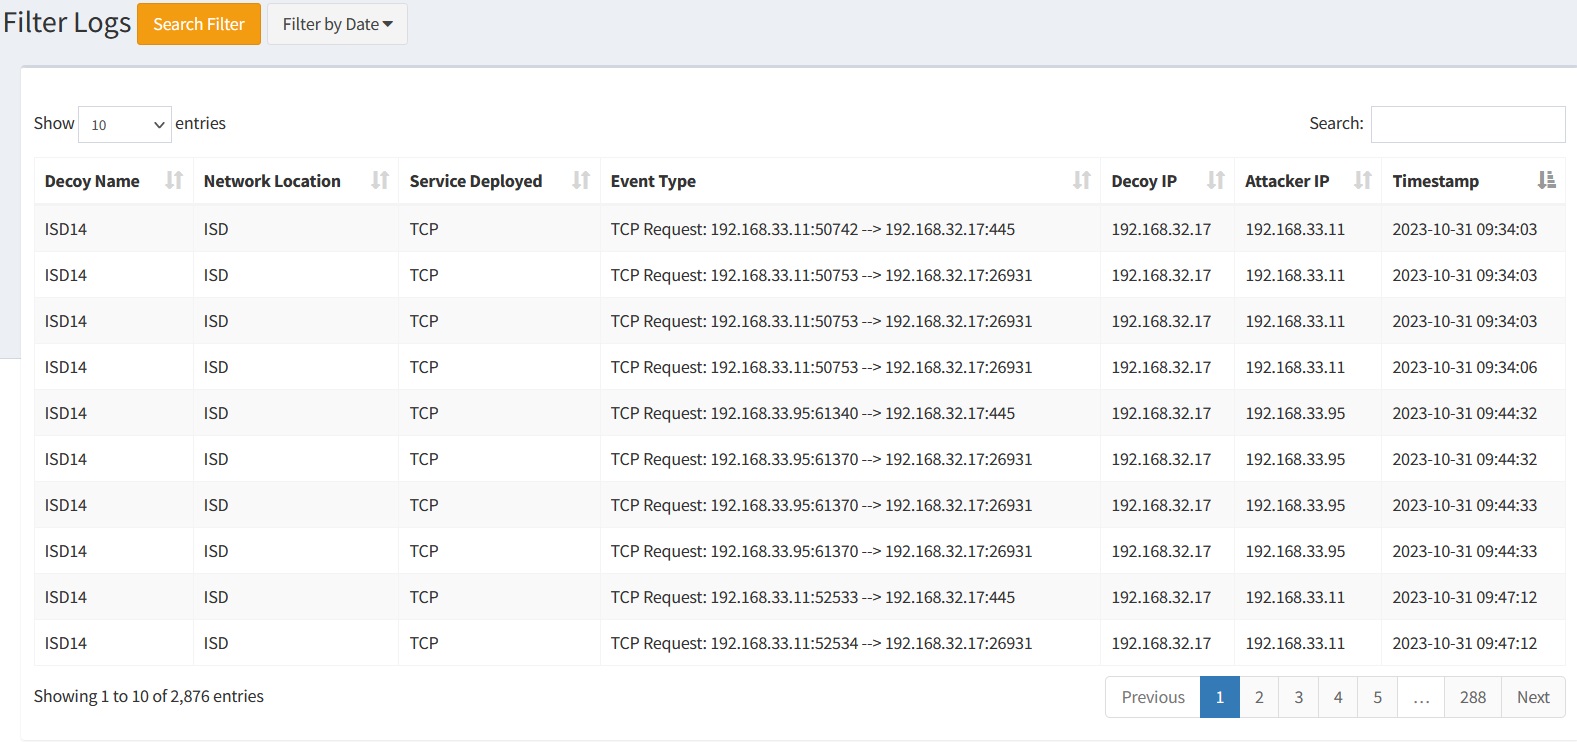 Filter Logs Search Filter Filter by Date
Show 10 entries Search:
Decoy Name Network Location Service Deployed Event Type Decoy IP Attacker IP Timestamp
ISD14 ISD TCP TCP Request: 192.168.33.11:50742 --> 192.168.32.17:445 192.168.32.17 192.168.33.11 2023-10-31 09:34:03
ISD14 ISD TCP TCP Request: 192.168.33.11:50753 --> 192.168.32.17:26931 192.168.32.17 192.168.33.11 2023-10-31 09:34:03
ISD14 ISD TCP TCP Request: 192.168.33.11:50753 --> 192.168.32.17:26931 192.168.32.17 192.168.33.11 2023-10-31 09:34:03
ISD14 ISD TCP TCP Request: 192.168.33.11:50753 --> 192.168.32.17:26931 192.168.32.17 192.168.33.11 2023-10-31 09:34:06
ISD14 ISD TCP TCP Request: 192.168.33.95:61340 --> 192.168.32.17:445 192.168.32.17 192.168.33.95 2023-10-31 09:44:32
ISD14 ISD TCP TCP Request: 192.168.33.95:61370 --> 192.168.32.17:26931 192.168.32.17 192.168.33.95 2023-10-31 09:44:32
ISD14 ISD TCP TCP Request: 192.168.33.95:61370 --> 192.168.32.17:26931 192.168.32.17 192.168.33.95 2023-10-31 09:44:33
ISD14 ISD TCP TCP Request: 192.168.33.95:61370 --> 192.168.32.17:26931 192.168.32.17 192.168.33.95 2023-10-31 09:44:33
ISD14 ISD TCP TCP Request: 192.168.33.11:52533 --> 192.168.32.17:445 192.168.32.17 192.168.33.11 2023-10-31 09:47:12
ISD14 ISD TCP TCP Request: 192.168.33.11:52534 --> 192.168.32.17:26931 192.168.32.17 192.168.33.11 2023-10-31 09:47:12
Showing 1 to 10 of 2,876 entries Previous 1 2 3 4 5 … 288 Next